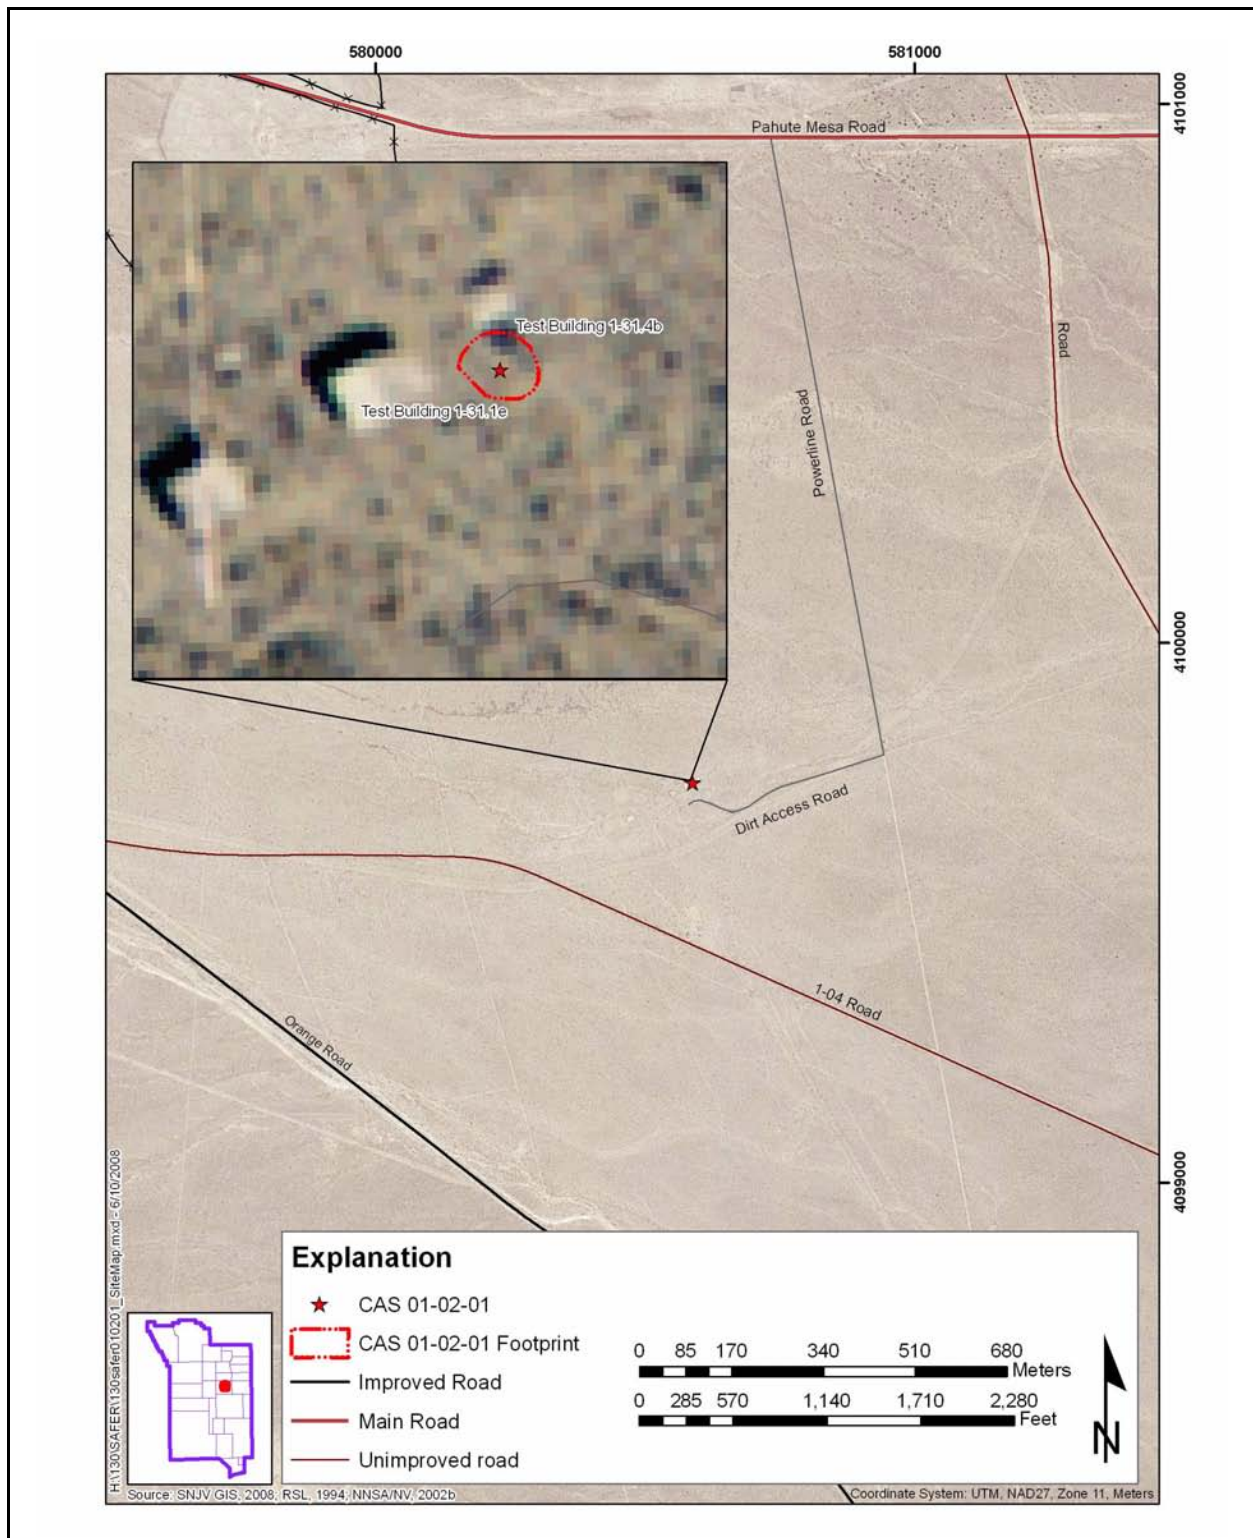 580000
581000
4101000
Pahute Mesa Road
Test Building 1-31.4b
Test Building 1-31.1e
Road
Powerline Road
4100000
Dirt Access Road
1-04 Road
Orange Road
4099000
H:\130\SAFER\130safer010201_SiteMap.mxd - 6/10/2008
Explanation
CAS 01-02-01
CAS 01-02-01 Footprint
Improved Road
Main Road
Unimproved road
0 85 170 340 510 680
Meters
0 285 570 1,140 1,710 2,280
Feet
N
Source: SNJV GIS, 2008; RSL, 1994; NNSA/NV, 2002b
Coordinate System: UTM, NAD27, Zone 11, Meters